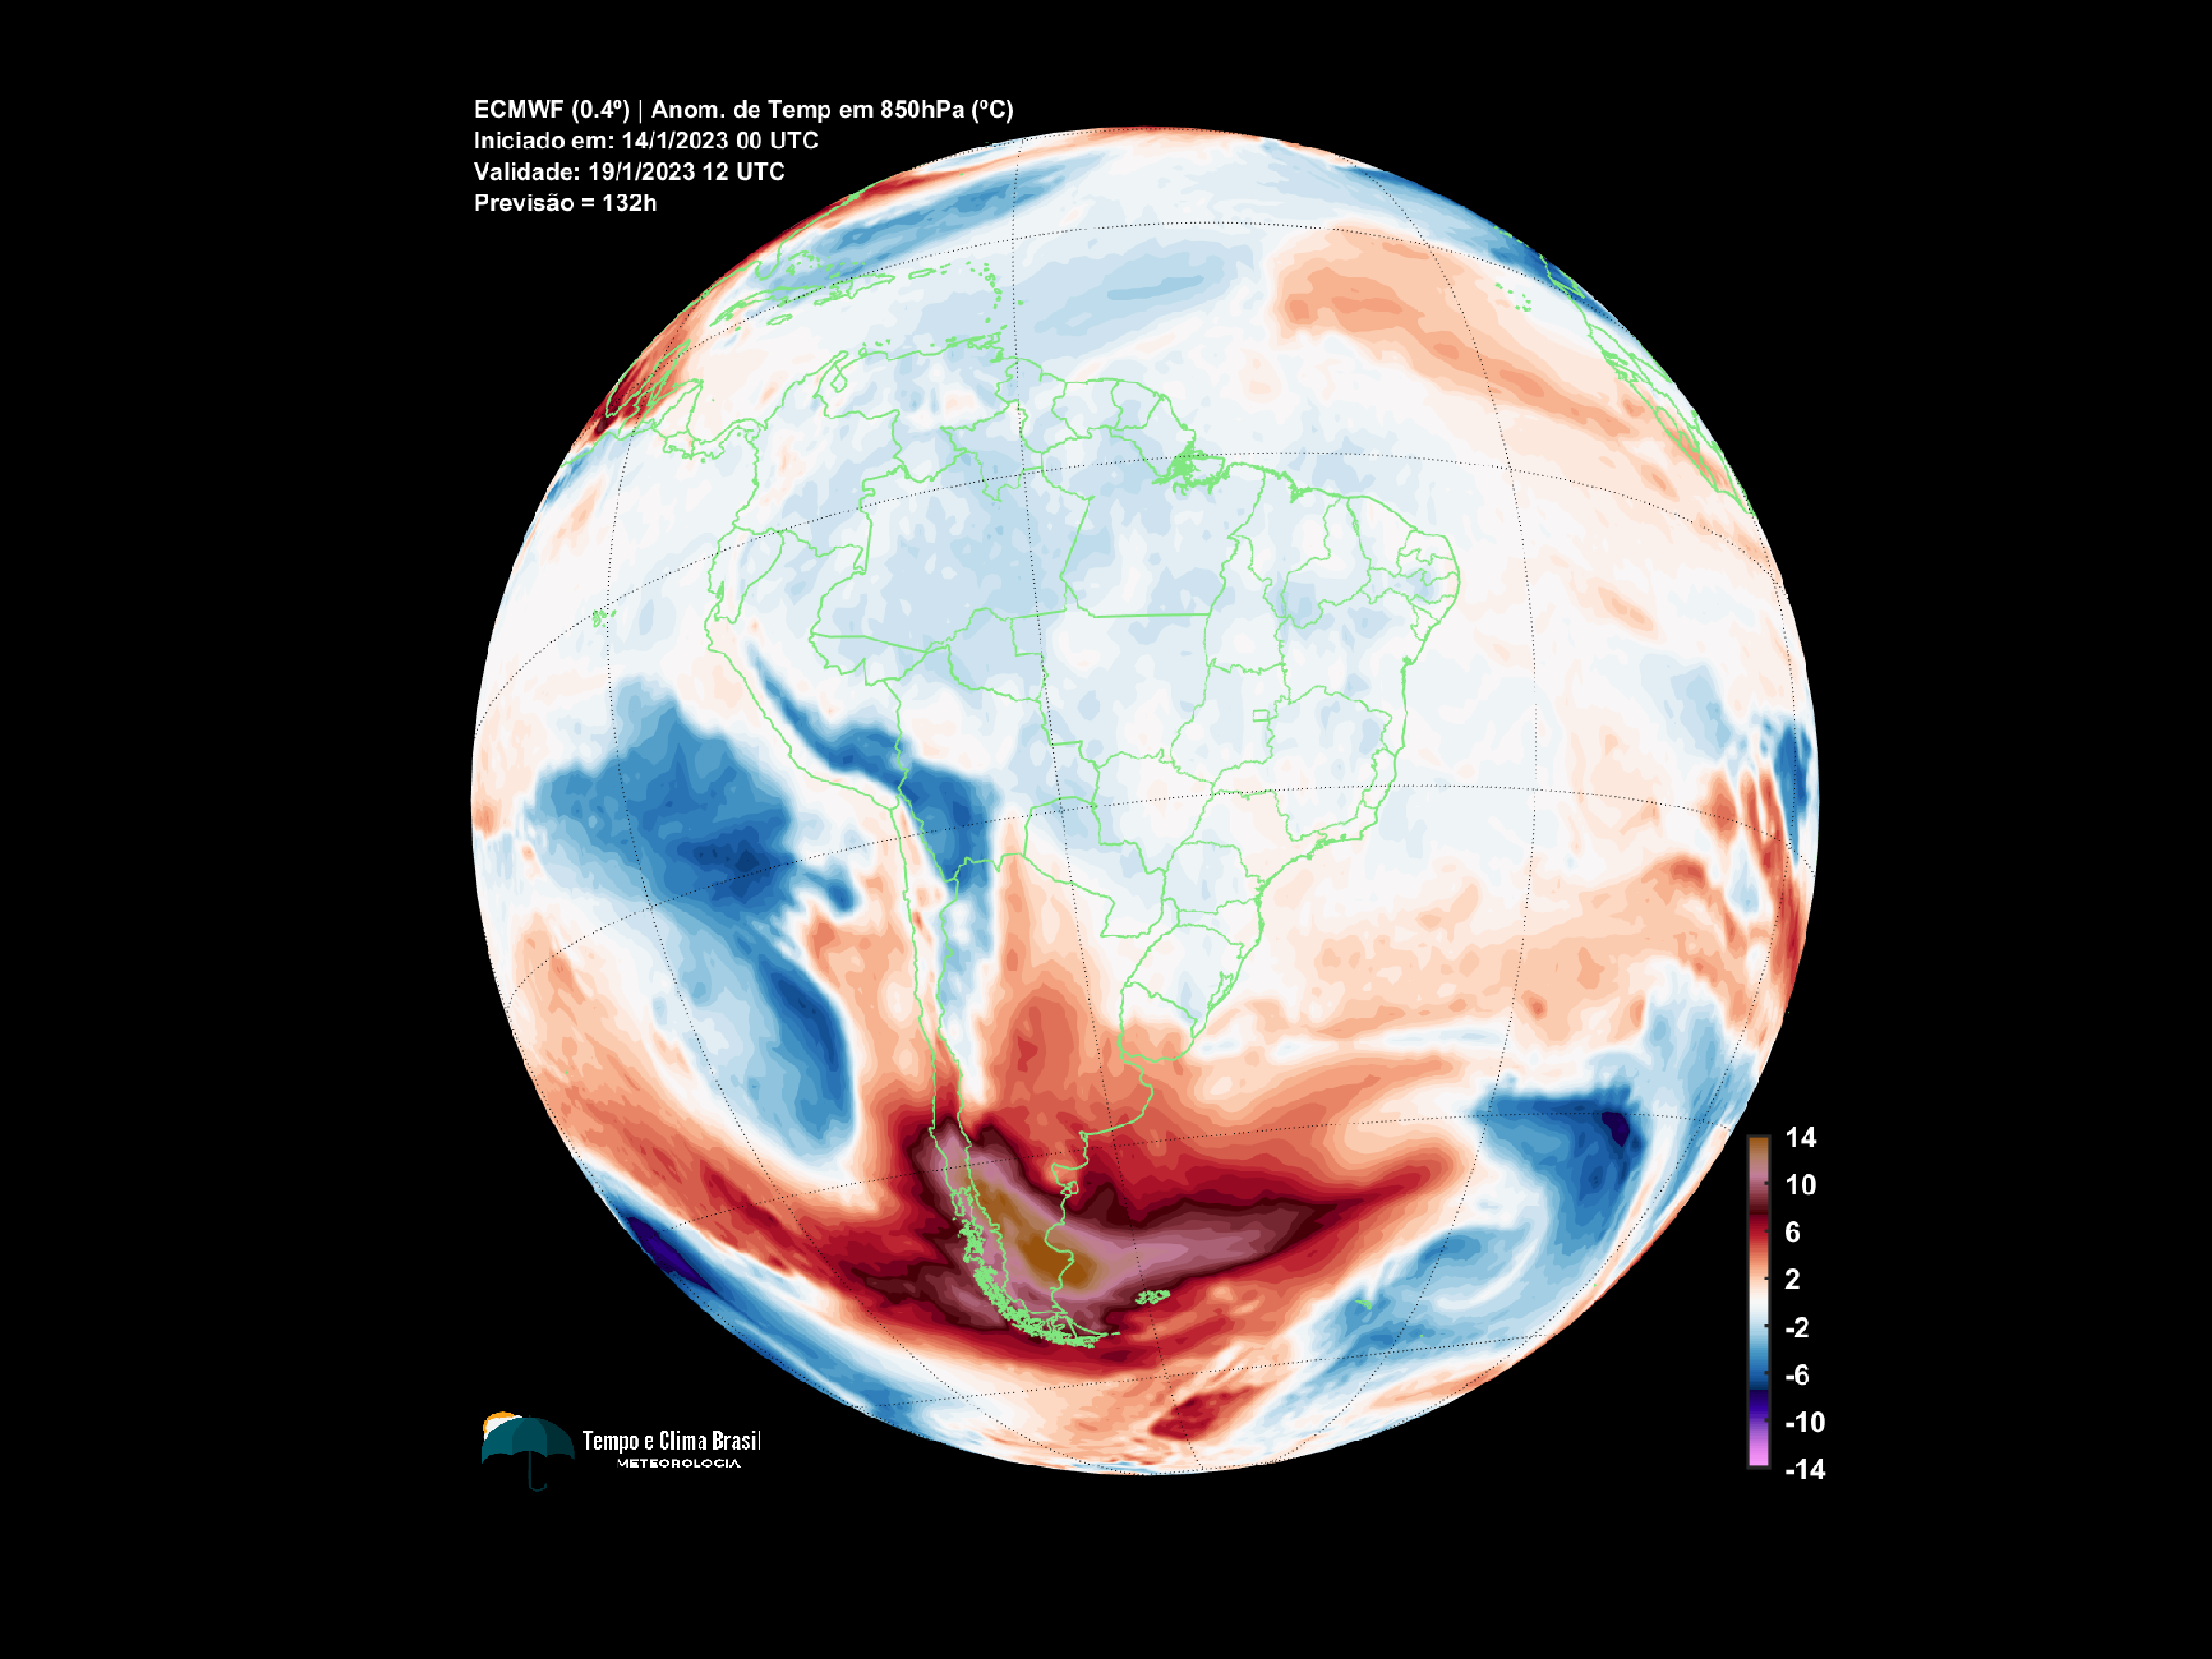 ECMWF (0.4º) | Anom. de Temp em 850hPa (ºC)
Iniciado em: 14/1/2023 00 UTC
Validade: 19/1/2023 12 UTC
Previsão = 132h
14
10
6
2
-2
-6
-10
-14
Tempo e Clima Brasil
METEOROLOGIA